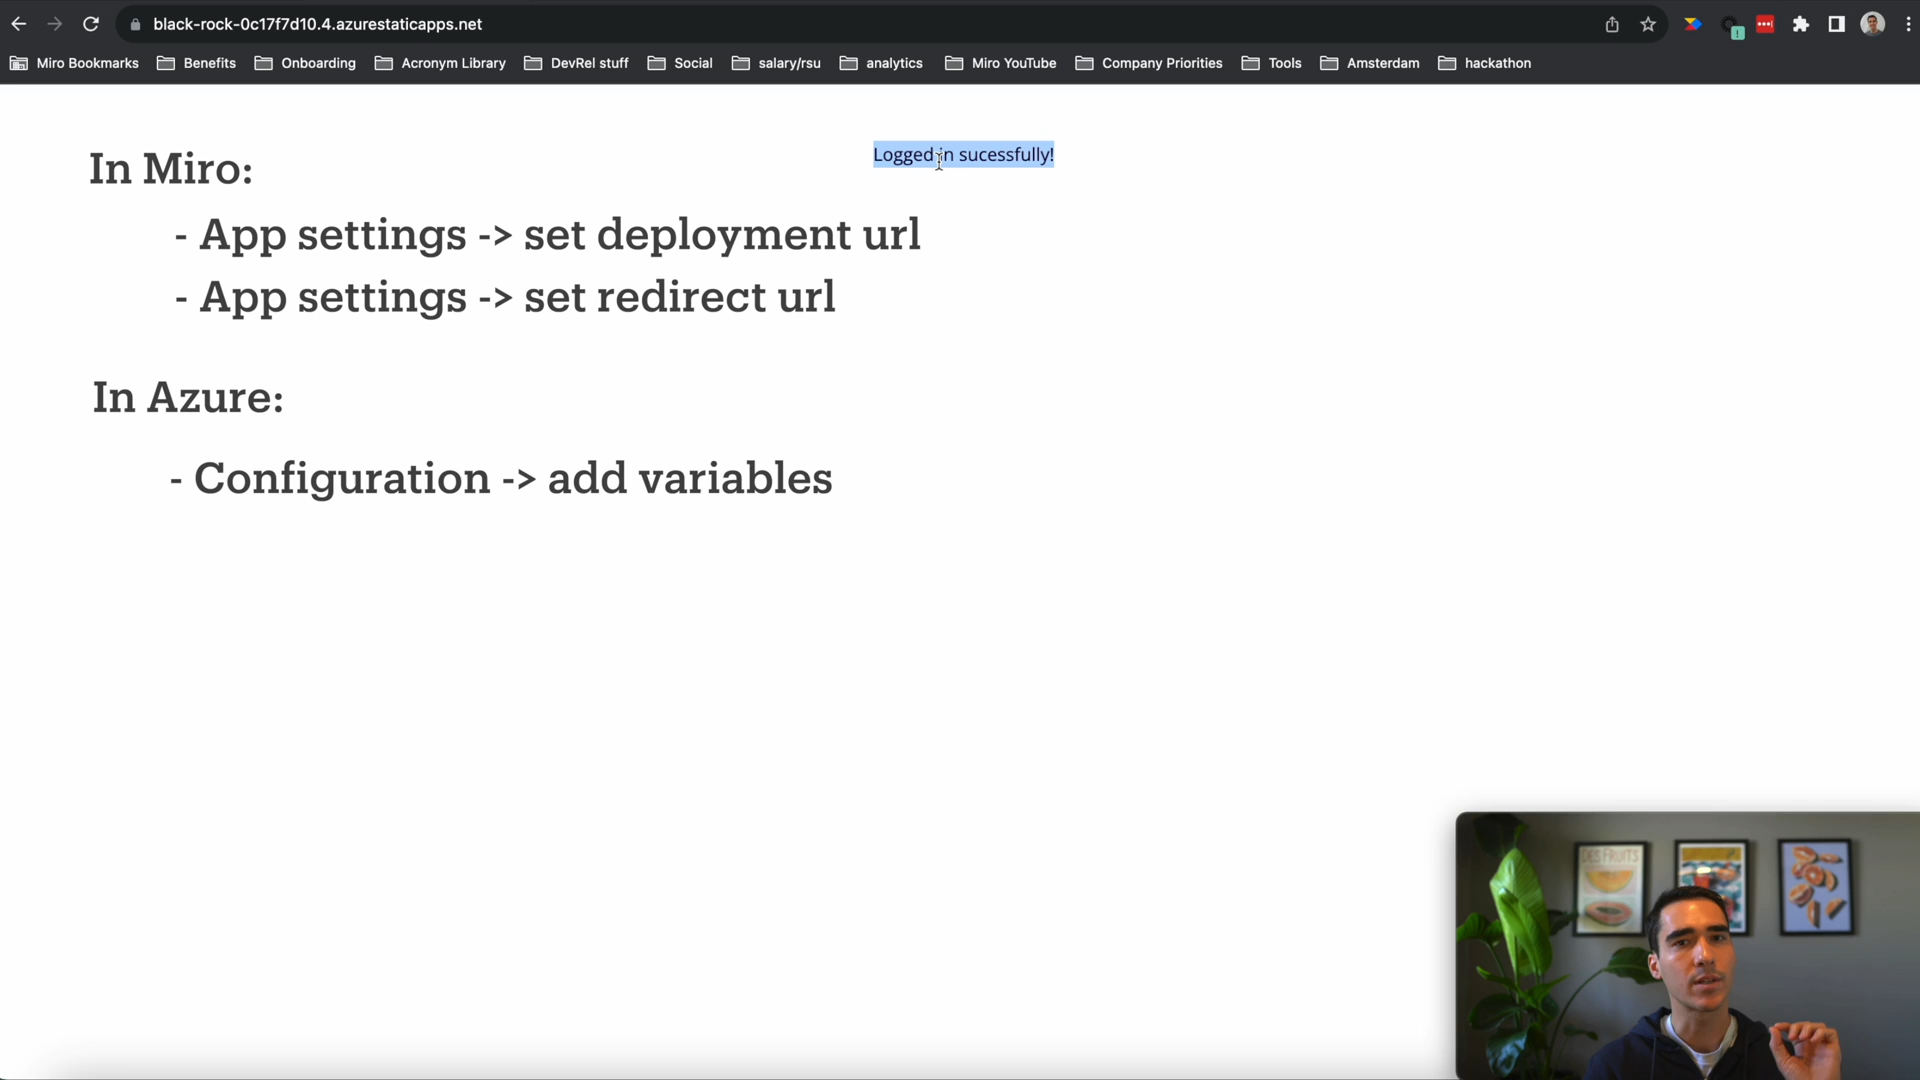 black-rock-0c17f7d10.4.azurestaticapps.net
Miro Bookmarks Benefits Onboarding Acronym Library DevRel stuff Social salary/rsu analytics Miro YouTube Company Priorities Tools Amsterdam hackathon
Logged in sucessfully!
In Miro:
- App settings -> set deployment url
- App settings -> set redirect url
In Azure:
- Configuration -> add variables
DES FRUITS